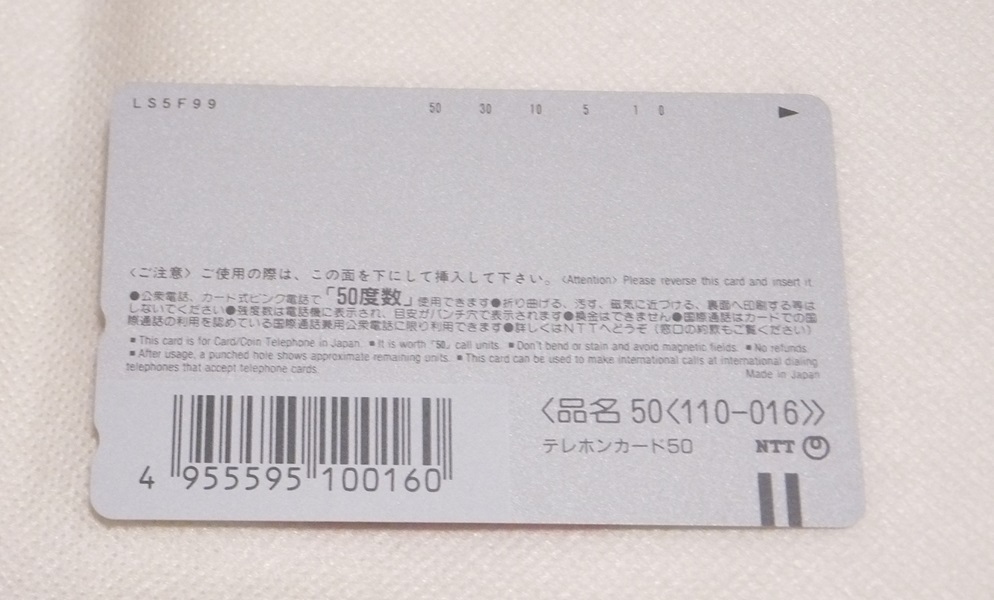 LS5F99
50 30 10 5 1 0
〈ご注意〉ご使用の際は、この面を下にして挿入して下さい。〈Attention〉Please reverse this card and insert it.
●公衆電話、カード式ピンク電話で「50度数」使用できます●折り曲げる、汚す、磁気に近づける、裏面へ印刷する等は
しないでください●残度数は電話機に表示され、目安がパンチ穴で表示されます●換金はできません●国際通話はカードでの国
際通話の利用を認めている国際通話兼用公衆電話に限り利用できます●詳しくはNTTへどうぞ(窓口の約款もご覧ください)
■This card is for Card/Coin Telephone in Japan. ■It is worth「50」call units. ■Don't bend or stain and avoid magnetic fields. ■No refunds.
■After usage, a punched hole shows approximate remaining units. ■This card can be used to make international calls at international dialing
telephones that accept telephone cards.
Made in Japan
〈品名 50〈110-016〉〉
テレホンカード50
NTT
4 955595 100160